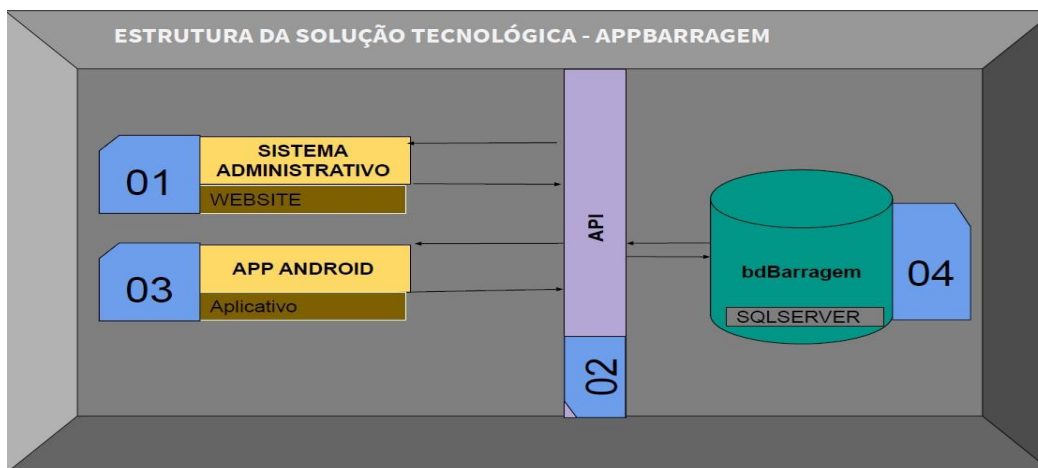 ESTRUTURA DA SOLUÇÃO TECNOLÓGICA - APPBARRAGEM
01
SISTEMA
ADMINISTRATIVO
WEBSITE
03
APP ANDROID
Aplicativo
API
02
bdBarragem
SQLSERVER
04